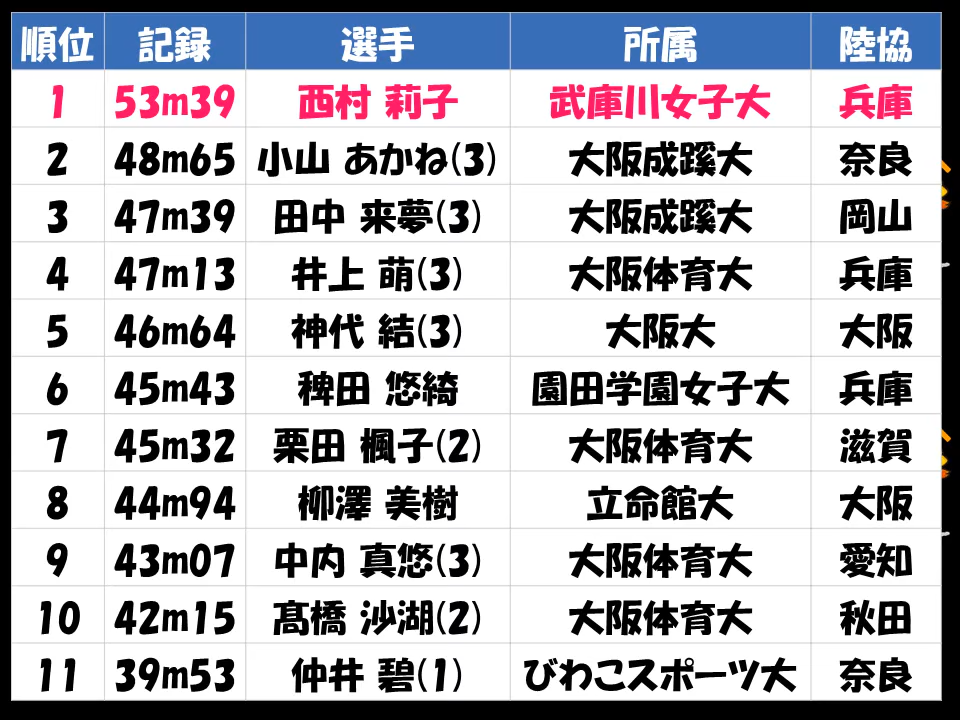 順位 記録 選手 所属 陸協
1 53m39 西村 莉子 武庫川女子大 兵庫
2 48m65 小山 あかね(3) 大阪成蹊大 奈良
3 47m39 田中 来夢(3) 大阪成蹊大 岡山
4 47m13 井上 萌(3) 大阪体育大 兵庫
5 46m64 神代 結(3) 大阪大 大阪
6 45m43 稗田 悠綺 園田学園女子大 兵庫
7 45m32 栗田 楓子(2) 大阪体育大 滋賀
8 44m94 柳澤 美樹 立命館大 大阪
9 43m07 中内 真悠(3) 大阪体育大 愛知
10 42m15 髙橋 沙湖(2) 大阪体育大 秋田
11 39m53 仲井 碧(1) びわこスポーツ大 奈良